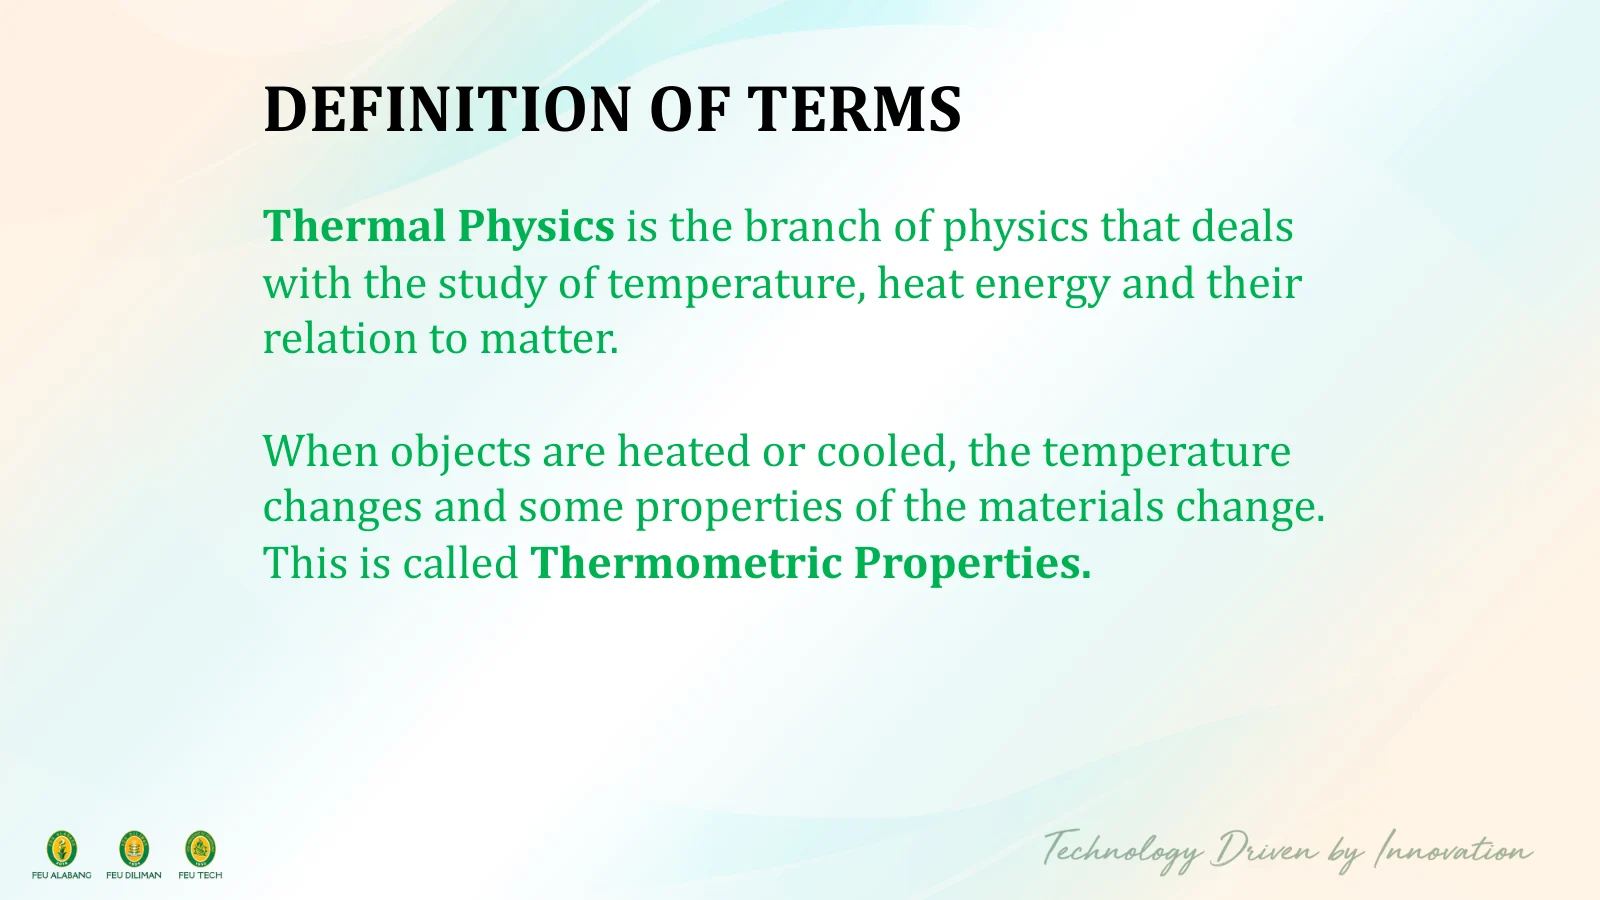 DEFINITION OF TERMS
Thermal Physics is the branch of physics that deals
with the study of temperature, heat energy and their
relation to matter.
When objects are heated or cooled, the temperature
changes and some properties of the materials change.
This is called Thermometric Properties.
FEU ALABANG FEU DILIMAN FEU TECH
Technology Driven by Innovation